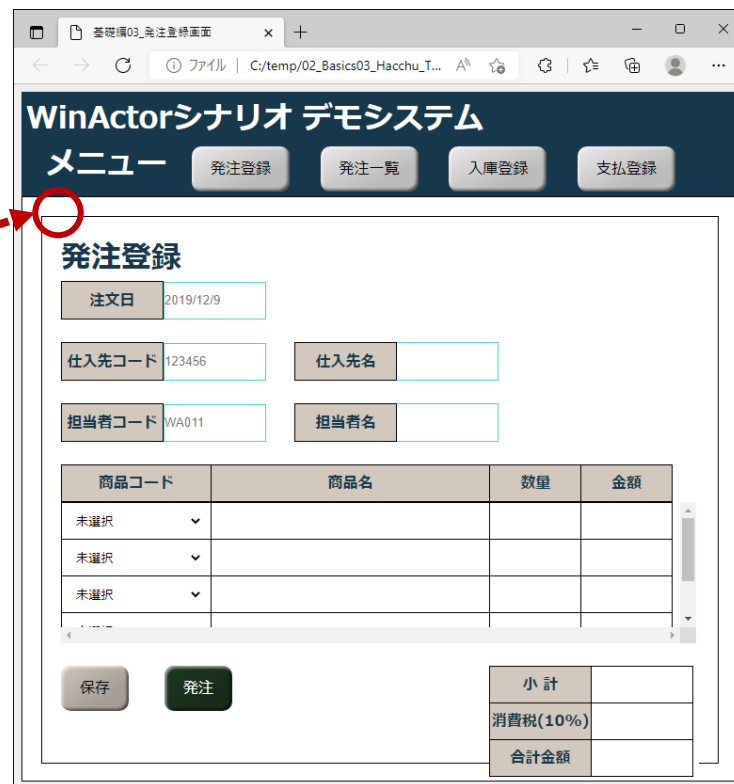 基礎編03_発注登録画面
ファイル C:/temp/02_Basics03_Hacchu_T...
WinActorシナリオ デモシステム
メニュー 発注登録 発注一覧 入庫登録 支払登録
発注登録
注文日 2019/12/9
仕入先コード 123456 仕入先名
担当者コード WA011 担当者名
商品コード 商品名 数量 金額
未選択
未選択
未選択
保存 発注 小 計
消費税(10%)
合計金額